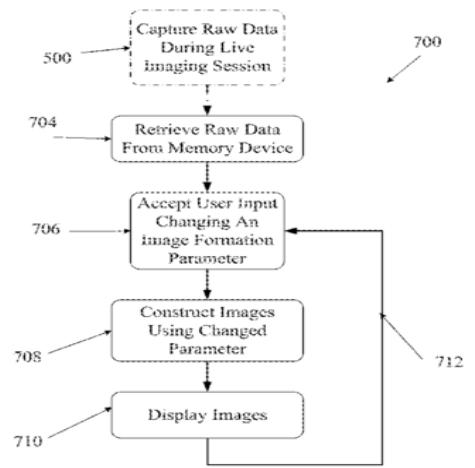 Capture Raw Data
During Live
Imaging Session
500
700
704
Retrieve Raw Data
From Memory Device
Accept User Input
Changing An
Image Formation
Parameter
706
Construct Images
Using Changed
Parameter
708
712
Display Images
710